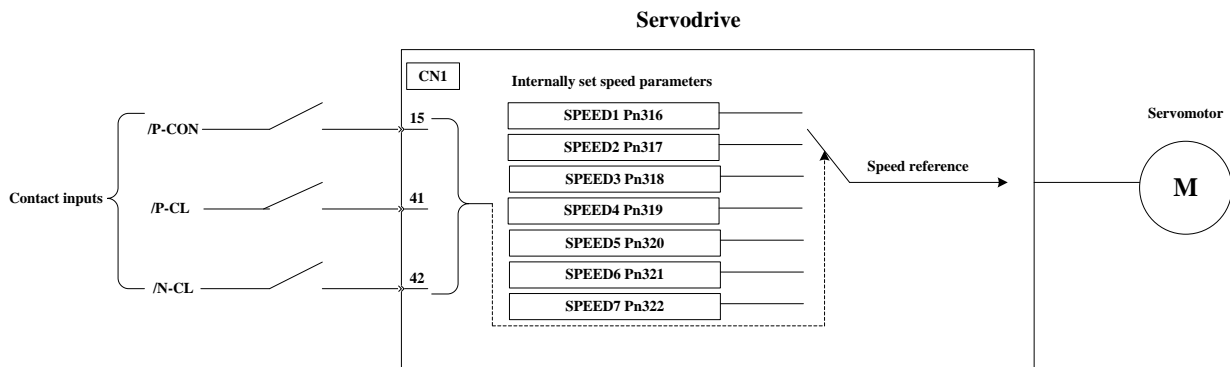 Servodrive
CN1
Internally set speed parameters
/P-CON
15
SPEED1 Pn316
SPEED2 Pn317
Servomotor
Speed reference
SPEED3 Pn318
M
Contact inputs
/P-CL
41
SPEED4 Pn319
SPEED5 Pn320
SPEED6 Pn321
/N-CL
42
SPEED7 Pn322